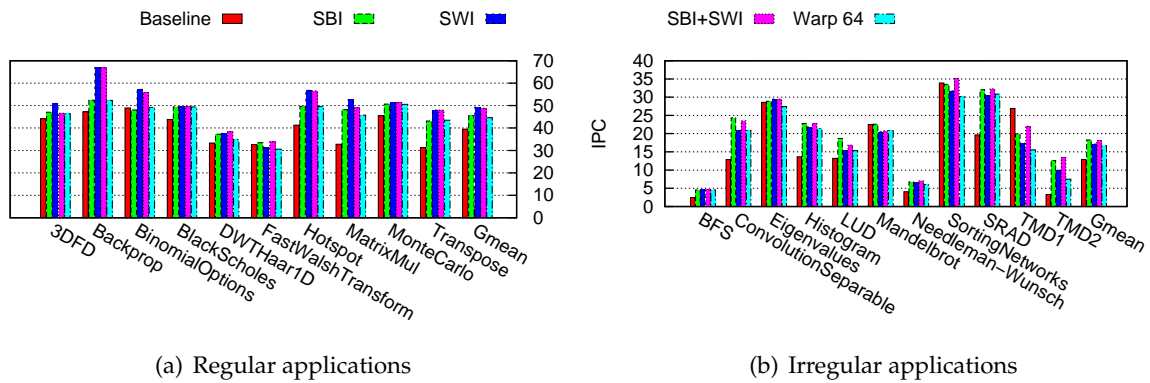 Baseline SBI SWI SBI+SWI Warp 64
70
60
50
40
30
20
10
0
3DFD
Backprop
BinomialOptions
BlackScholes
DWTHaar1D
FastWalshTransform
Hotspot
MatrixMul
MonteCarlo
Transpose
Gmean
(a) Regular applications
IPC
40
35
30
25
20
15
10
5
0
BFS
ConvolutionSeparable
Eigenvalues
Histogram
LUD
Mandelbrot
Needleman-Wunsch
SortingNetworks
SRAD
TMD1
TMD2
Gmean
(b) Irregular applications